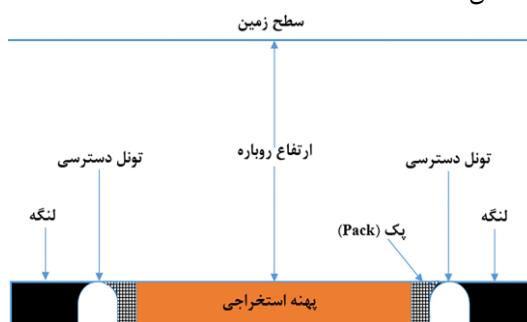 سطح زمین
ارتفاع روباره
تونل دسترسی
تونل دسترسی
لنگه
لنگه
پک (Pack)
پهنه استخراجی